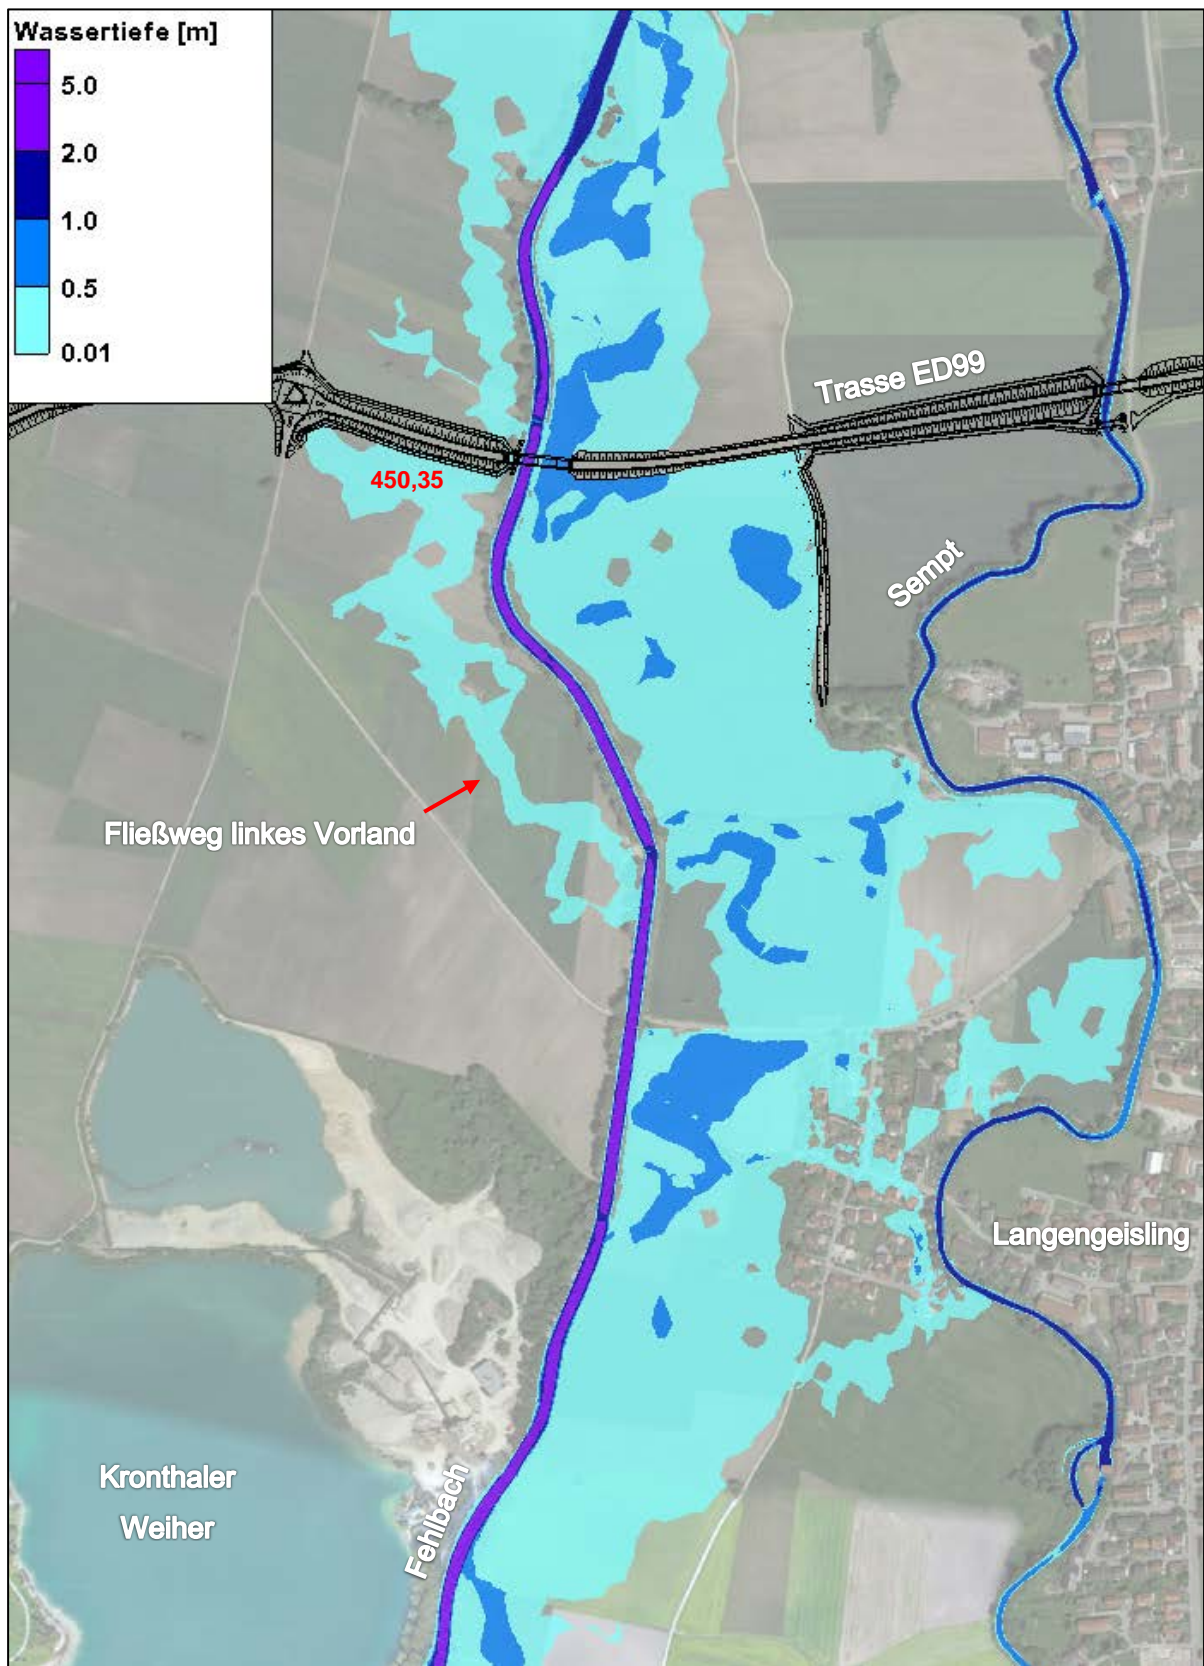 Wassertiefe [m]
5.0
2.0
1.0
0.5
0.01
Trasse ED99
450,35
Sempt
Fließweg linkes Vorland
Langengeisling
Kronthaler
Weiher
Fehlbach